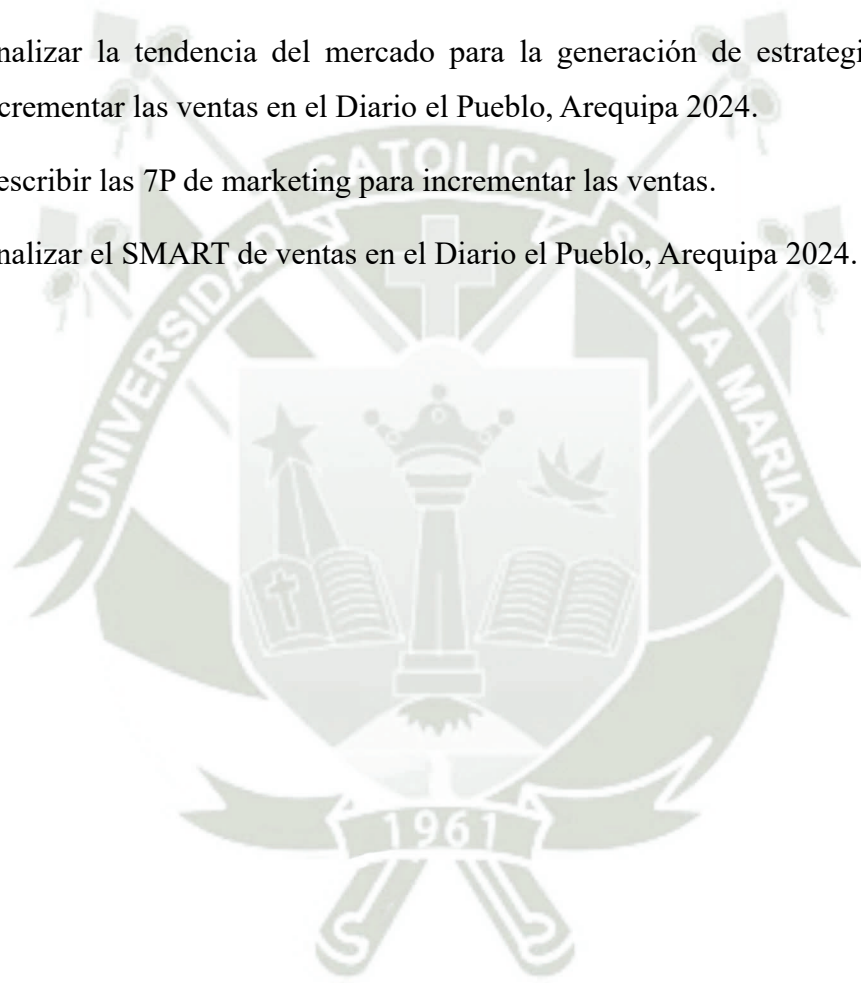 nalizar la tendencia del mercado para la generación de estrategi
crementar las ventas en el Diario el Pueblo, Arequipa 2024.
escribir las 7P de marketing para incrementar las ventas.
nalizar el SMART de ventas en el Diario el Pueblo, Arequipa 2024.
UNIVERSIDAD CATOLICA SANTA MARIA
1961